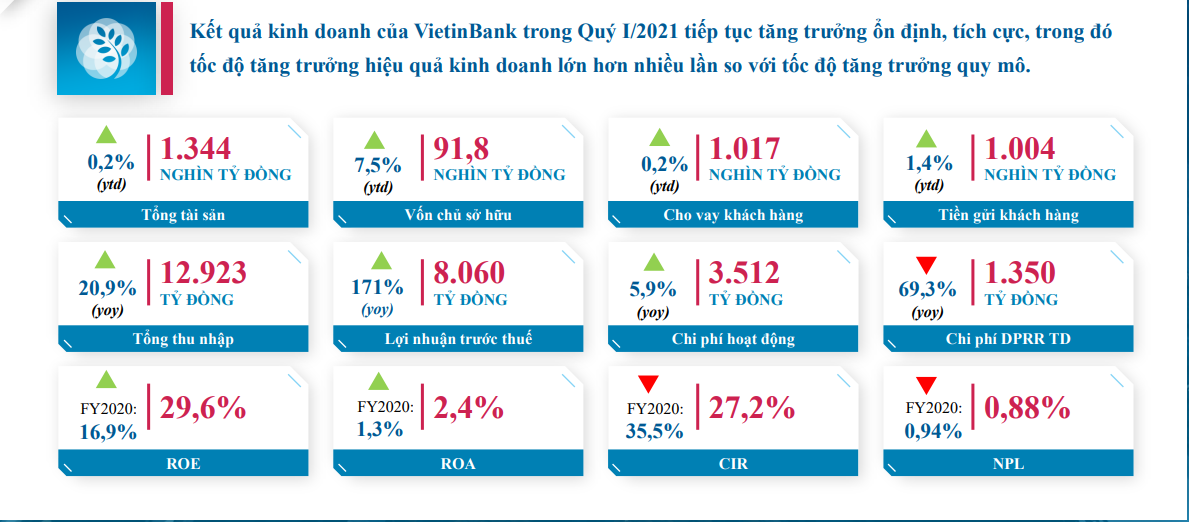 Kết quả kinh doanh của VietinBank trong Quý I/2021 tiếp tục tăng trưởng ổn định, tích cực, trong đó
tốc độ tăng trưởng hiệu quả kinh doanh lớn hơn nhiều lần so với tốc độ tăng trưởng quy mô.
0,2%
(ytd)
1.344
NGHÌN TỶ ĐỒNG
Tổng tài sản
7,5%
(ytd)
91,8
NGHÌN TỶ ĐỒNG
Vốn chủ sở hữu
0,2%
(ytd)
1.017
NGHÌN TỶ ĐỒNG
Cho vay khách hàng
1,4%
(ytd)
1.004
NGHÌN TỶ ĐỒNG
Tiền gửi khách hàng
20,9%
(yoy)
12.923
TỶ ĐỒNG
Tổng thu nhập
171%
(yoy)
8.060
TỶ ĐỒNG
Lợi nhuận trước thuế
5,9%
(yoy)
3.512
TỶ ĐỒNG
Chi phí hoạt động
69,3%
(yoy)
1.350
TỶ ĐỒNG
Chi phí DPRR TD
FY2020:
16,9%
29,6%
ROE
FY2020:
1,3%
2,4%
ROA
FY2020:
35,5%
27,2%
CIR
FY2020:
0,94%
0,88%
NPL